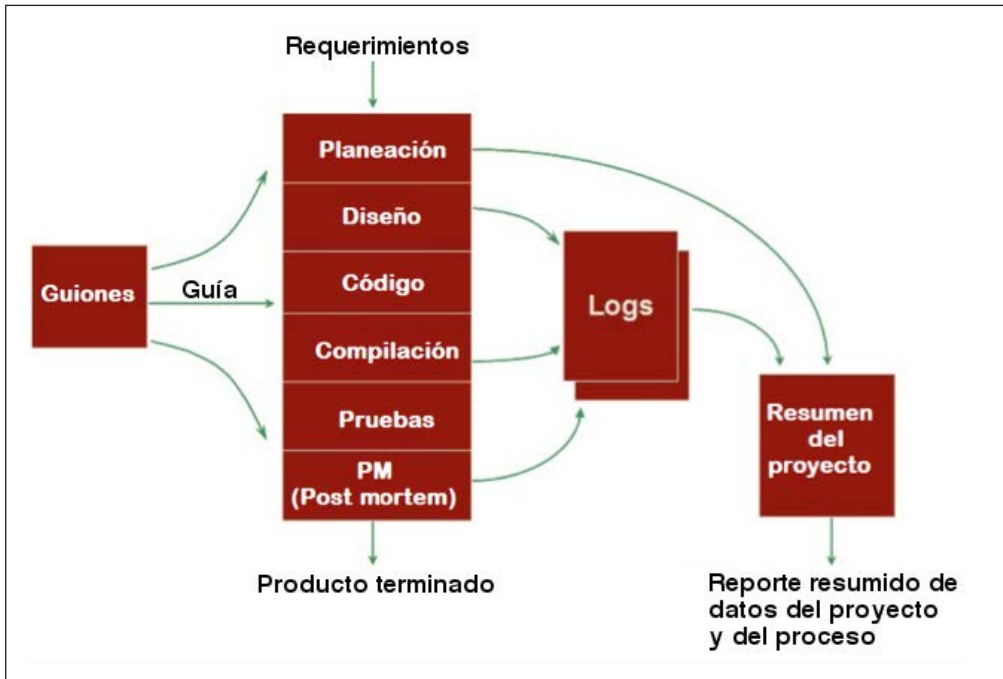 Requerimientos
Planeación
Diseño
Código
Compilación
Pruebas
PM
(Post mortem)
Producto terminado
Guiones
Guía
Logs
Resumen
del
proyecto
Reporte resumido de
datos del proyecto
y del proceso